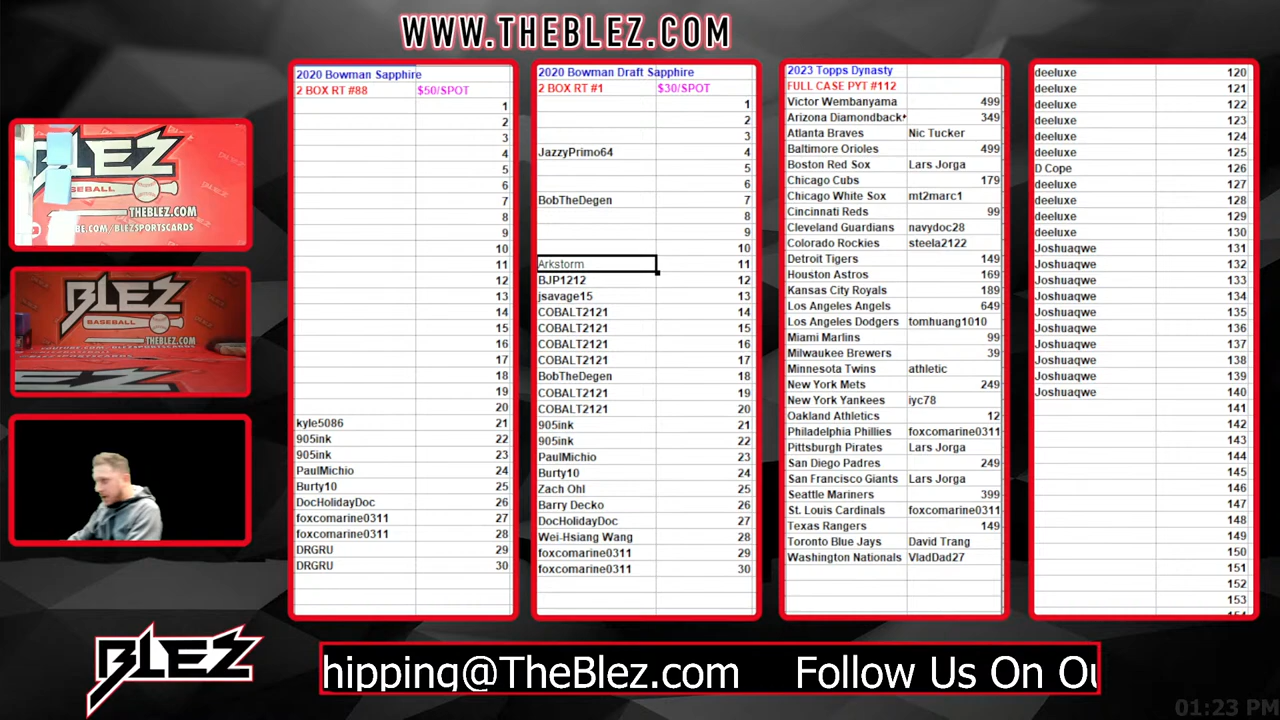 WWW.THEBLEZ.COM
BLEZ
BASEBALL
THEBLEZ.COM
BE.COM/BLEZSPORTSCARDS
BLEZ
BASEBALL
THEBLEZ.COM
2020 Bowman Sapphire
2 BOX RT #88 $50/SPOT
1
2
3
4
5
6
7
8
9
10
11
12
13
14
15
16
17
18
19
20
kyle5086 21
905ink 22
905ink 23
PaulMichio 24
Burty10 25
DocHolidayDoc 26
foxcomarine0311 27
foxcomarine0311 28
DRGRU 29
DRGRU 30
2020 Bowman Draft Sapphire
2 BOX RT #1 $30/SPOT
1
2
3
JazzyPrimo64 4
5
6
BobTheDegen 7
8
9
10
Arkstorm 11
BJP1212 12
jsavage15 13
COBALT2121 14
COBALT2121 15
COBALT2121 16
COBALT2121 17
BobTheDegen 18
COBALT2121 19
COBALT2121 20
905ink 21
905ink 22
PaulMichio 23
Burty10 24
Zach Ohl 25
Barry Decko 26
DocHolidayDoc 27
Wei-Hsiang Wang 28
foxcomarine0311 29
foxcomarine0311 30
2023 Topps Dynasty
FULL CASE PYT #112
Victor Wembanyama 499
Arizona Diamondback 349
Atlanta Braves Nic Tucker
Baltimore Orioles 499
Boston Red Sox Lars Jorga
Chicago Cubs 179
Chicago White Sox mt2marc1
Cincinnati Reds 99
Cleveland Guardians navydoc28
Colorado Rockies steela2122
Detroit Tigers 149
Houston Astros 169
Kansas City Royals 189
Los Angeles Angels 649
Los Angeles Dodgers tomhuang1010
Miami Marlins 99
Milwaukee Brewers 39
Minnesota Twins athletic
New York Mets 249
New York Yankees iyc78
Oakland Athletics 12
Philadelphia Phillies foxcomarine0311
Pittsburgh Pirates Lars Jorga
San Diego Padres 249
San Francisco Giants Lars Jorga
Seattle Mariners 399
St. Louis Cardinals foxcomarine0311
Texas Rangers 149
Toronto Blue Jays David Trang
Washington Nationals VladDad27
deeluxe 120
deeluxe 121
deeluxe 122
deeluxe 123
deeluxe 124
deeluxe 125
D Cope 126
deeluxe 127
deeluxe 128
deeluxe 129
deeluxe 130
Joshuaqwe 131
Joshuaqwe 132
Joshuaqwe 133
Joshuaqwe 134
Joshuaqwe 135
Joshuaqwe 136
Joshuaqwe 137
Joshuaqwe 138
Joshuaqwe 139
Joshuaqwe 140
141
142
143
144
145
146
147
148
149
150
151
152
153
BLEZ
hipping@TheBlez.com Follow Us On Ou
01:23 PM